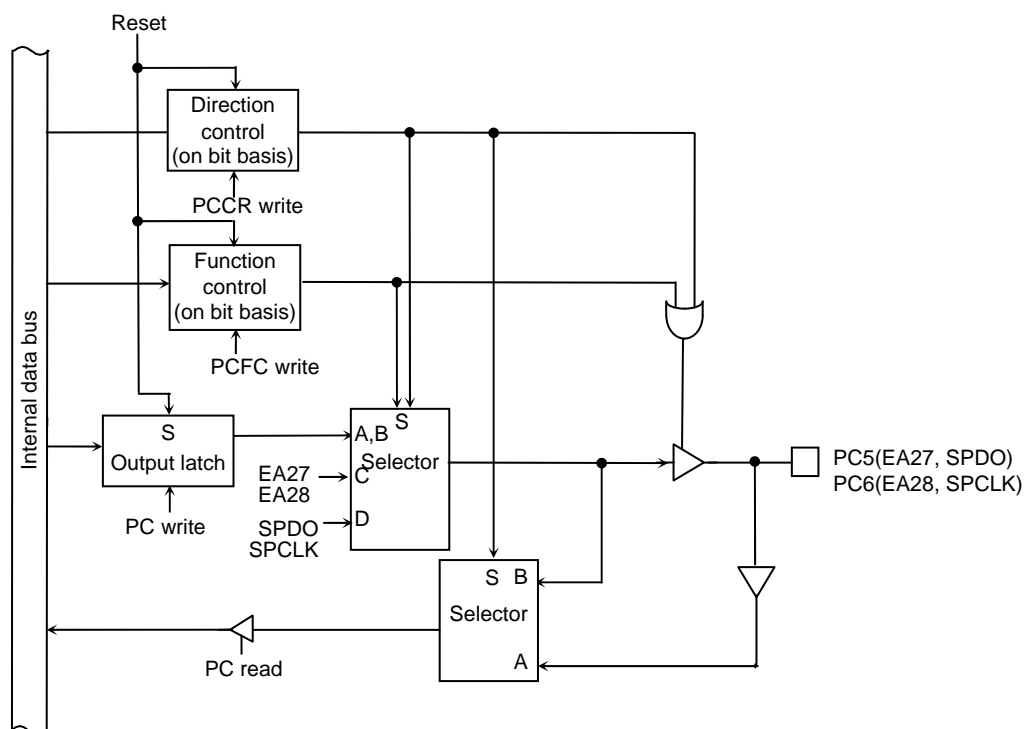 Reset
Internal data bus
Direction
control
(on bit basis)
PCCR write
Function
control
(on bit basis)
PCFC write
S
Output latch
PC write
S
A,B
Selector
C
D
EA27
EA28
SPDO
SPCLK
PC5(EA27, SPDO)
PC6(EA28, SPCLK)
S B
Selector
A
PC read